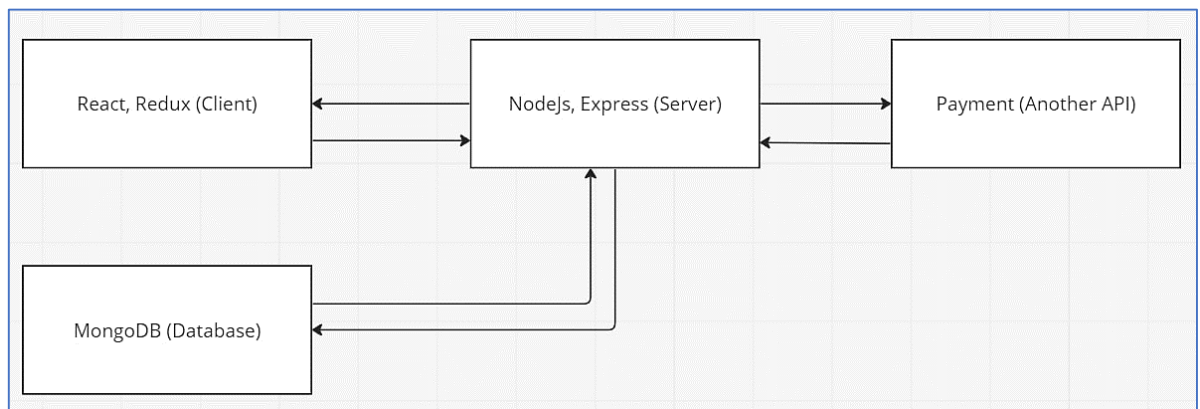 React, Redux (Client)
NodeJs, Express (Server)
Payment (Another API)
MongoDB (Database)